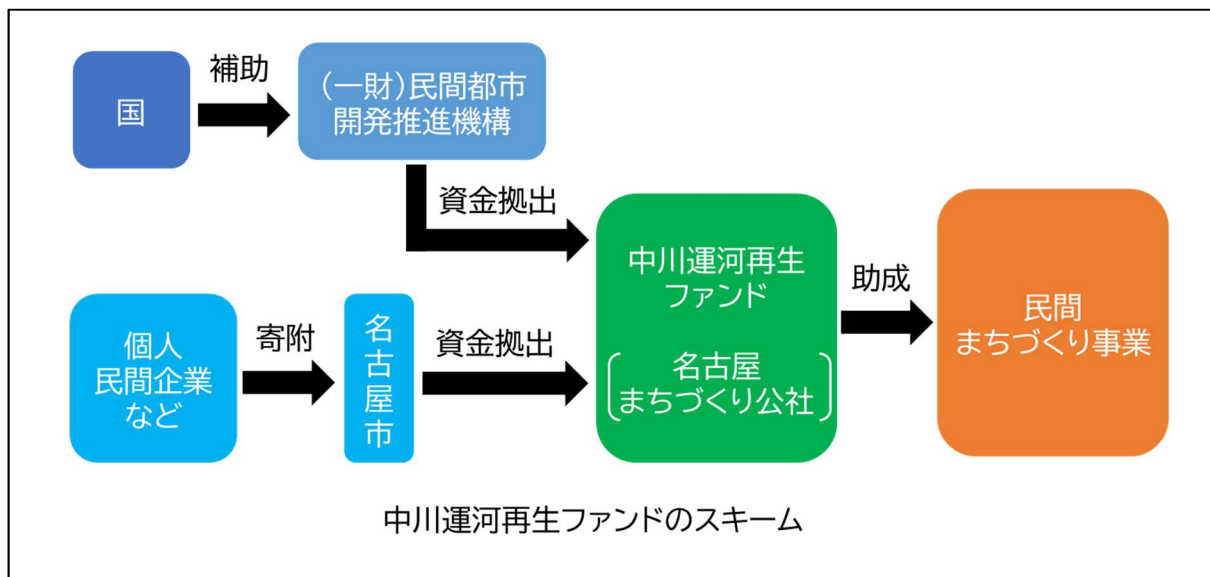 国
補助
(一財)民間都市
開発推進機構
資金拠出
個人
民間企業
など
寄附
名古屋市
資金拠出
中川運河再生
ファンド
名古屋
まちづくり公社
助成
民間
まちづくり事業
中川運河再生ファンドのスキーム